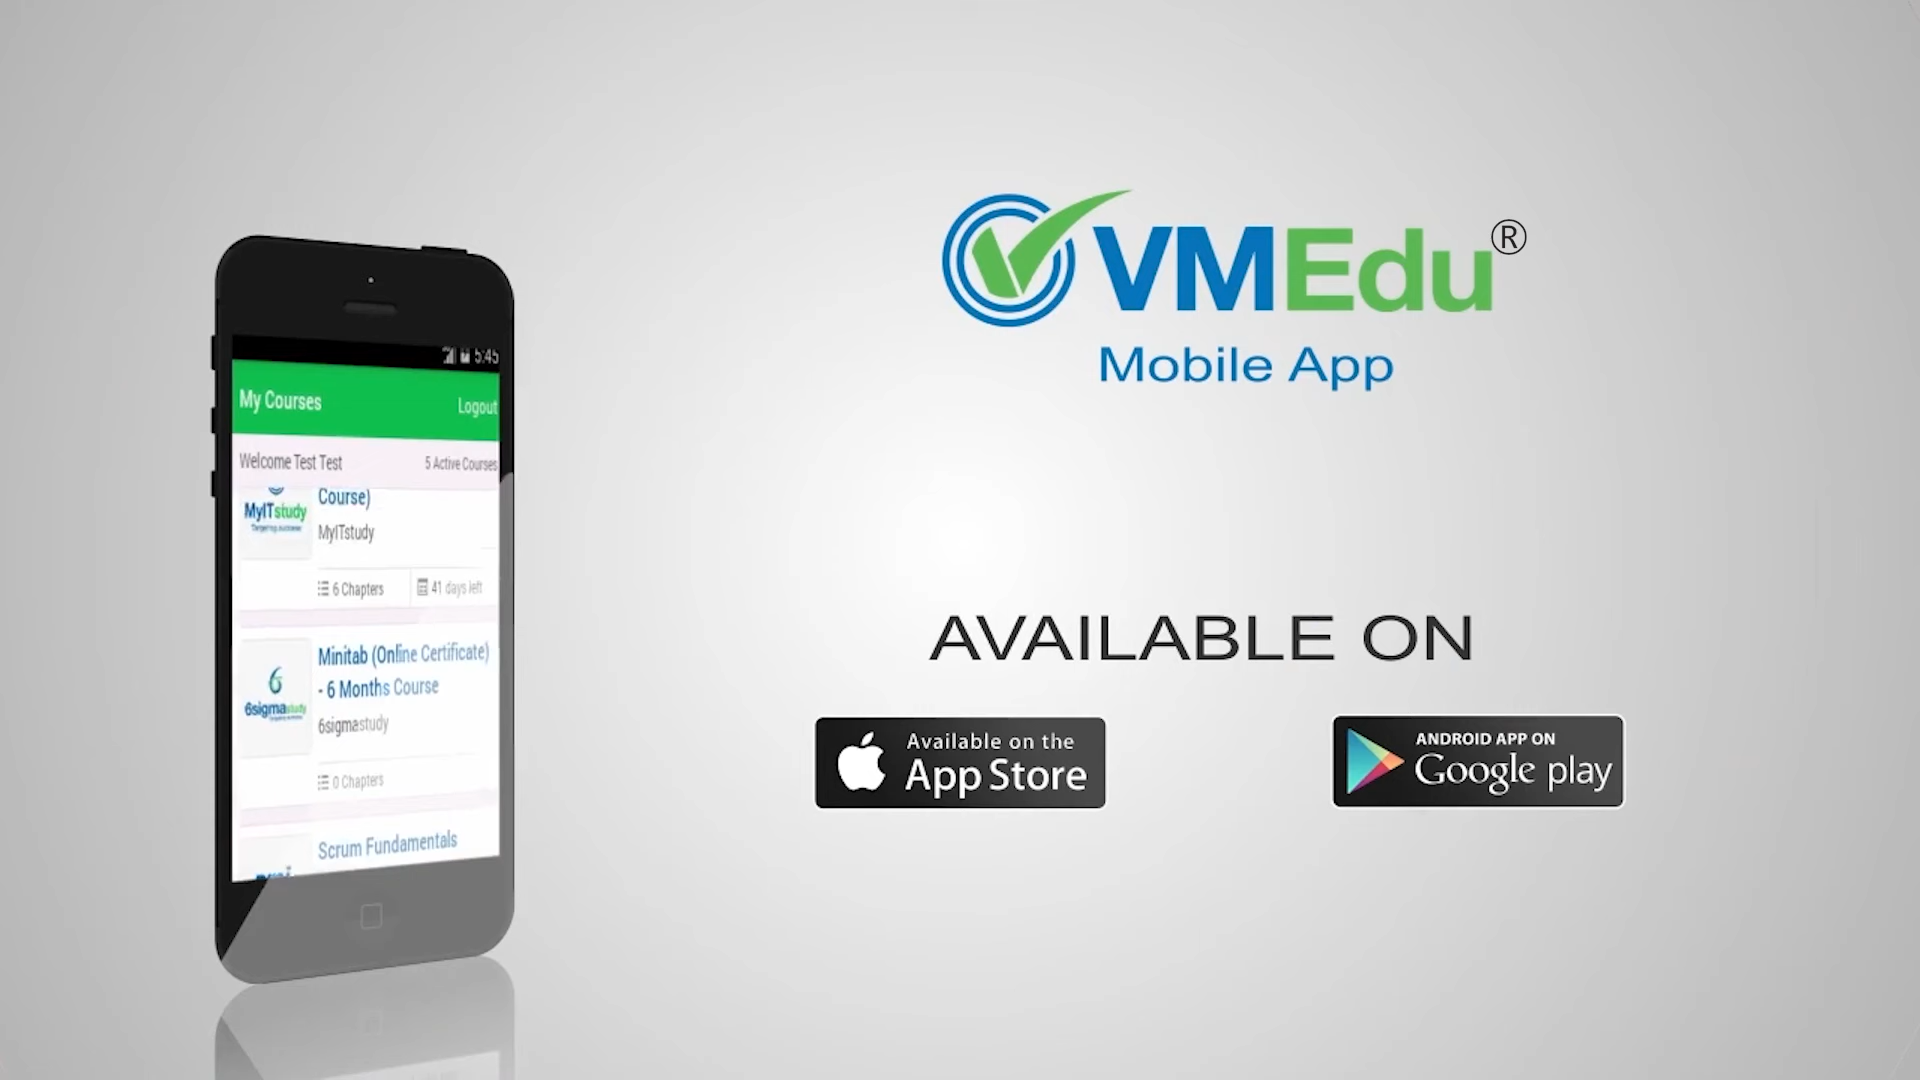 VMEdu®
Mobile App
5:45
My Courses Logout
Welcome Test Test 5 Active Courses
MyITstudy
Course)
MyITstudy
6 Chapters 41 days left
Minitab (Online Certificate)
- 6 Months Course
6sigmastudy
6sigmastudy
0 Chapters
Scrum Fundamentals
AVAILABLE ON
Available on the
App Store
ANDROID APP ON
Google play